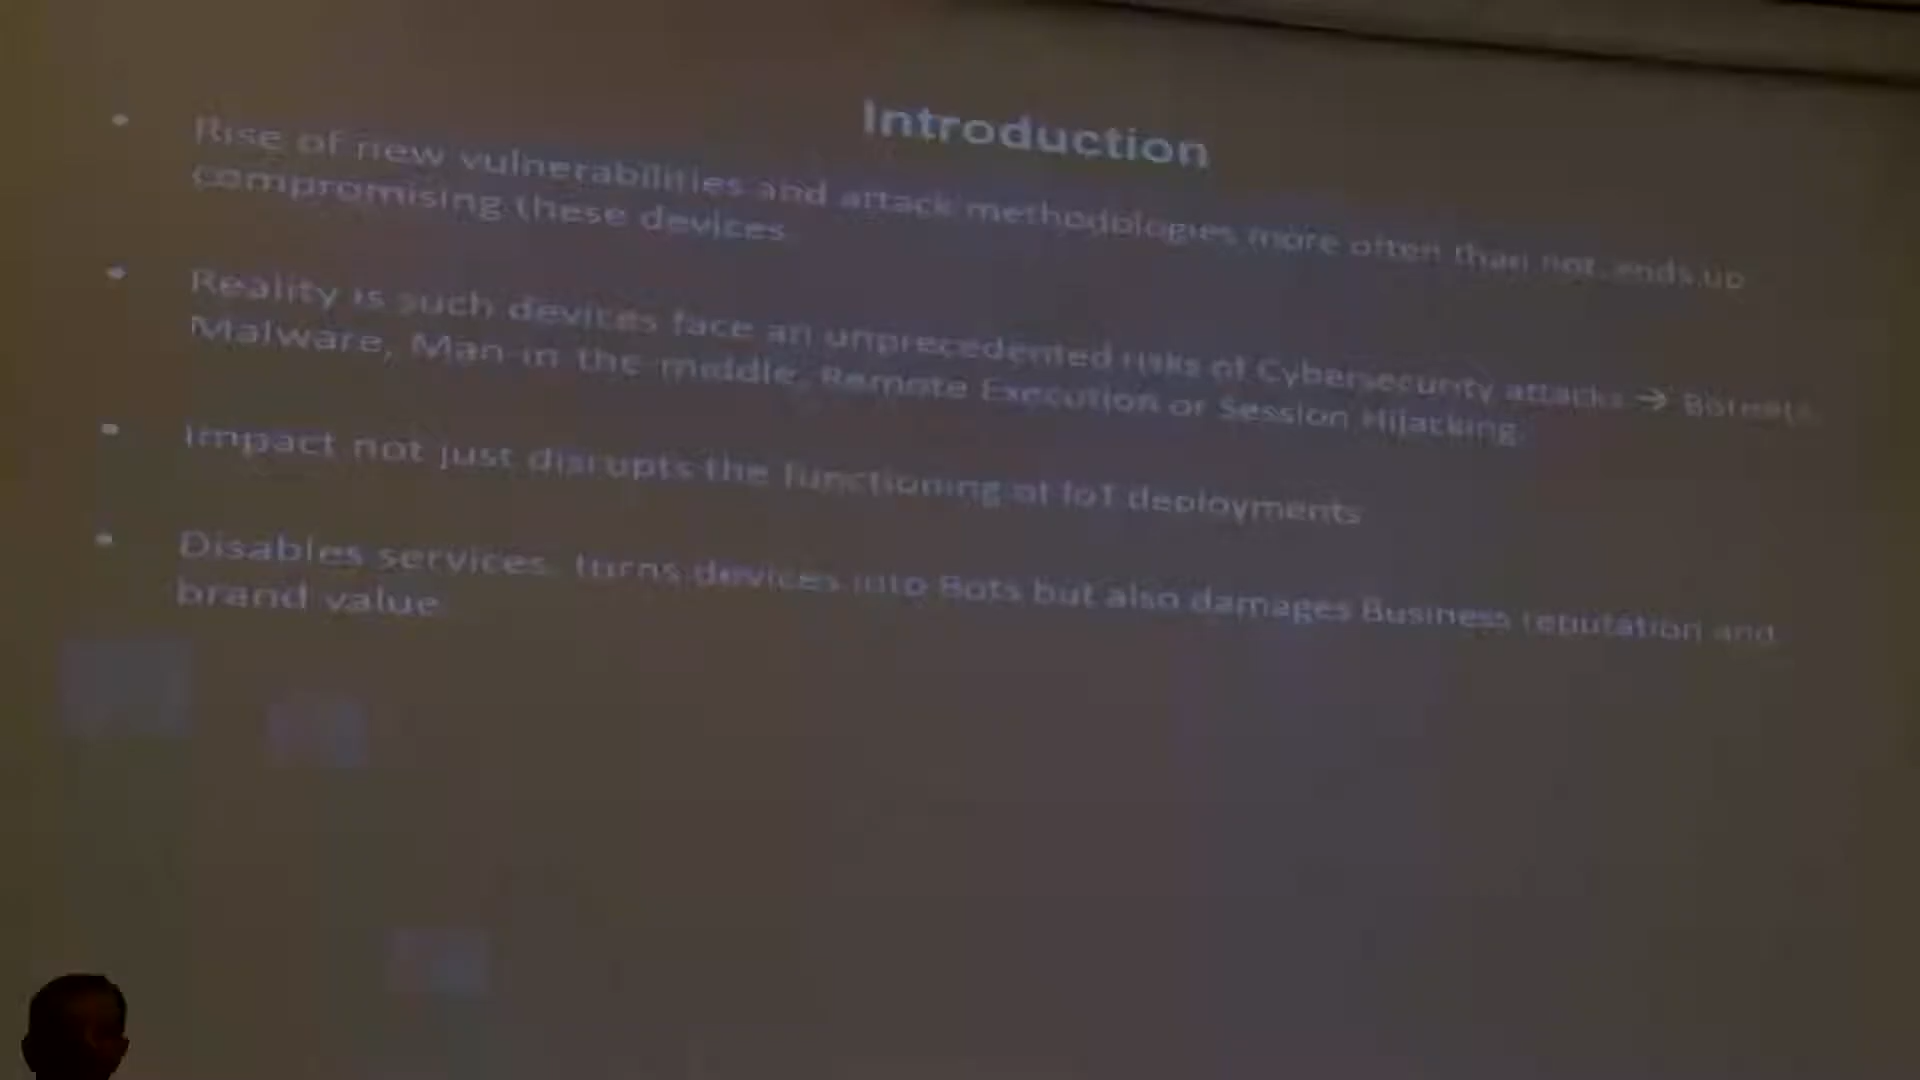 Introduction
• Rise of new vulnerabilities and attack methodologies more often than not, ends up
compromising these devices
• Reality is such devices face an unprecedented risks of Cybersecurity attacks → Botnets,
Malware, Man-in the-middle, Remote Execution or Session Hijacking.
• Impact not just disrupts the functioning of IoT deployments
• Disables services, turns devices into Bots but also damages Business reputation and
brand value